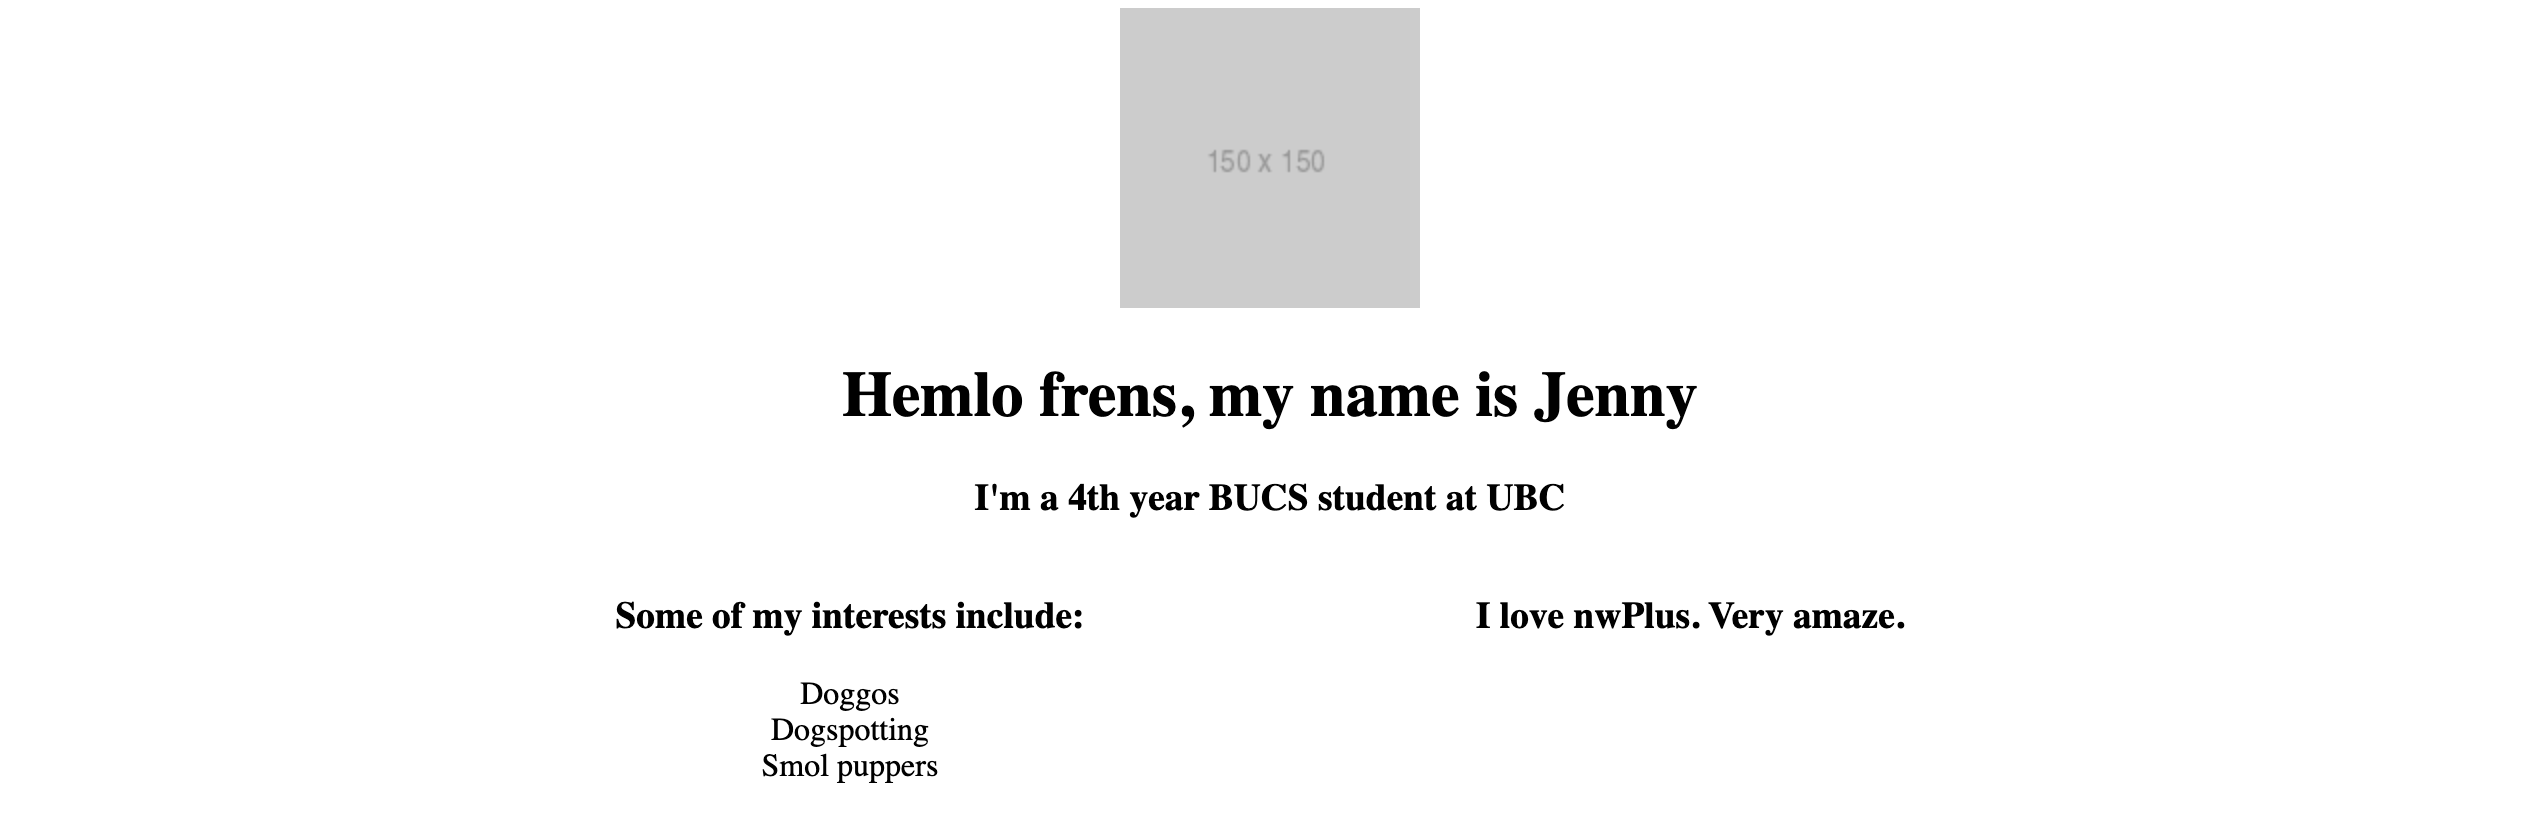 150 x 150
Hemlo frens, my name is Jenny
I'm a 4th year BUCS student at UBC
Some of my interests include:
Doggos
Dogspotting
Smol puppers
I love nwPlus. Very amaze.